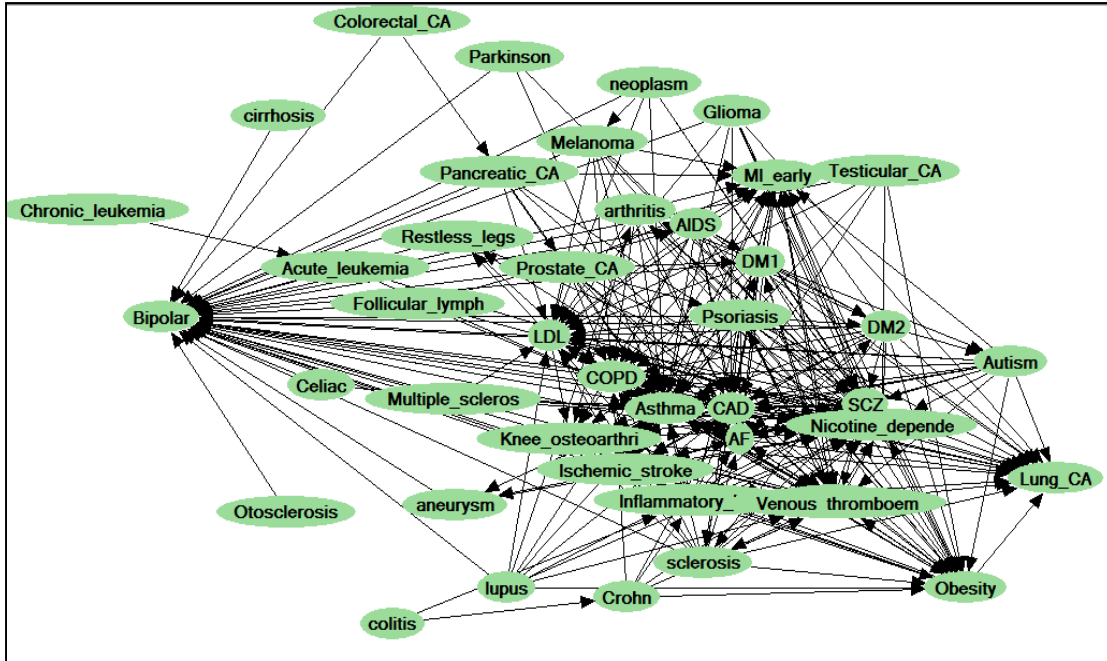 Colorectal_CA
Parkinson
neoplasm
Glioma
cirrhosis
Melanoma
Pancreatic_CA
MI_early
Testicular_CA
Chronic_leukemia
arthritis
AIDS
Restless_legs
Acute_leukemia
Prostate_CA
DM1
Follicular_lymph
Bipolar
Psoriasis
LDL
DM2
Autism
COPD
Celiac
Multiple_scleros
Asthma
CAD
SCZ
Nicotine_depende
Knee_osteoarthri
AF
Ischemic_stroke
Lung_CA
aneurysm
Inflammatory_
Venous_thromboem
Otosclerosis
sclerosis
lupus
Crohn
Obesity
colitis